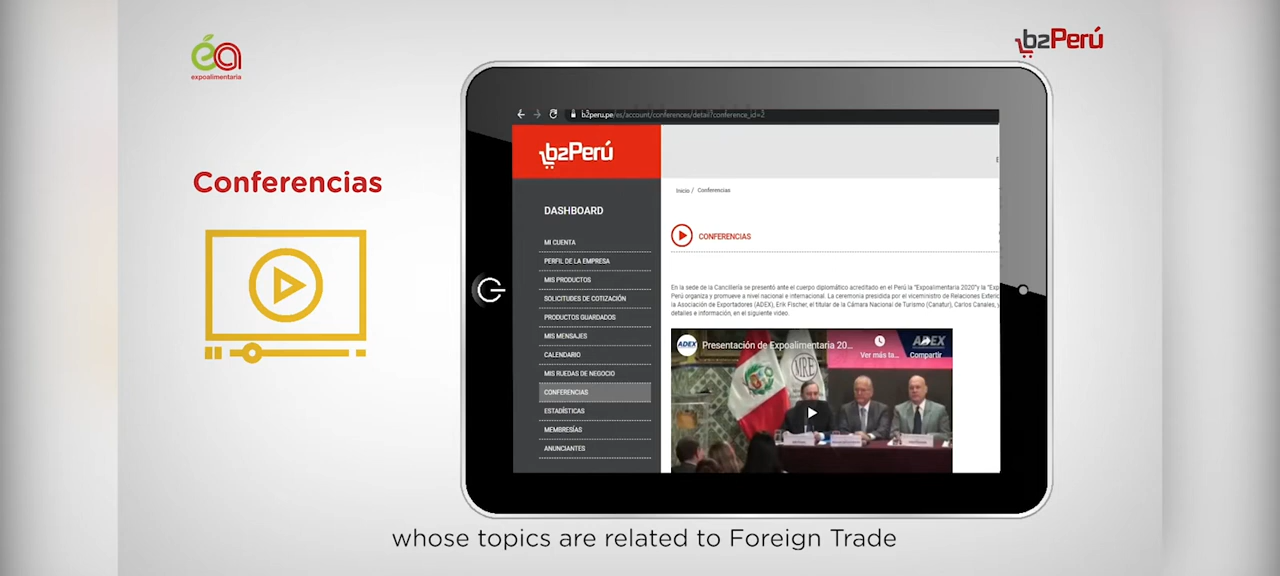 éa
expoalimentaria
b2Perú
Conferencias
b2peru.pe/es/account/conferences/detail?conference_id=2
b2Perú
DASHBOARD
MI CUENTA
PERFIL DE LA EMPRESA
MIS PRODUCTOS
SOLICITUDES DE COTIZACIÓN
PRODUCTOS GUARDADOS
MIS MENSAJES
CALENDARIO
MIS RUEDAS DE NEGOCIO
CONFERENCIAS
ESTADÍSTICAS
MEMBRESÍAS
ANUNCIANTES
E
Inicio / Conferencias
CONFERENCIAS
En la sede de la Cancillería se presentó ante el cuerpo diplomático acreditado en el Perú la "Expoalimentaria 2020"y la "Exp
Perú organiza y promueve a nivel nacional e internacional. La ceremonia presidida por el viceministro de Relaciones Exterio
la Asociación de Exportadores (ADEX), Erik Fischer, el titular de la Cámara Nacional de Turismo (Canatur), Carlos Canales, y
detalles e información, en el siguiente video.
ADEX
Presentación de Expoalimentaria 20...
Ver más ta...
ADEX
Compartir
MRE
whose topics are related to Foreign Trade